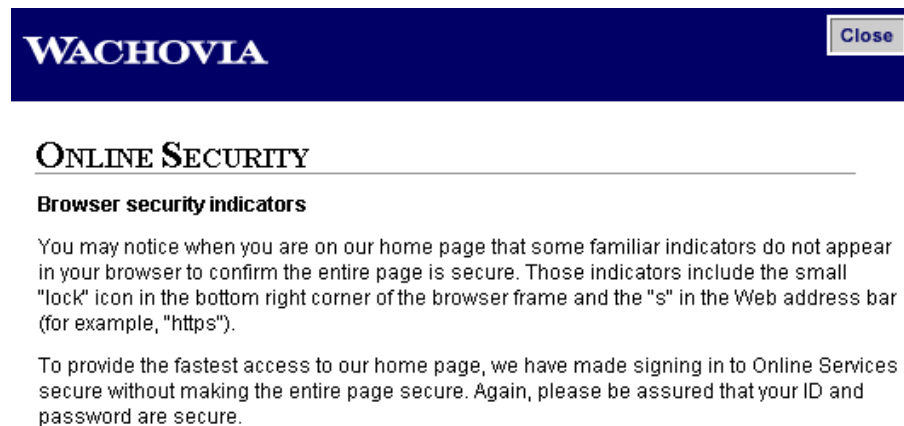 WACHOVIA
Close
ONLINE SECURITY
Browser security indicators
You may notice when you are on our home page that some familiar indicators do not appear
in your browser to confirm the entire page is secure. Those indicators include the small
"lock" icon in the bottom right corner of the browser frame and the "s" in the Web address bar
(for example, "https").
To provide the fastest access to our home page, we have made signing in to Online Services
secure without making the entire page secure. Again, please be assured that your ID and
password are secure.